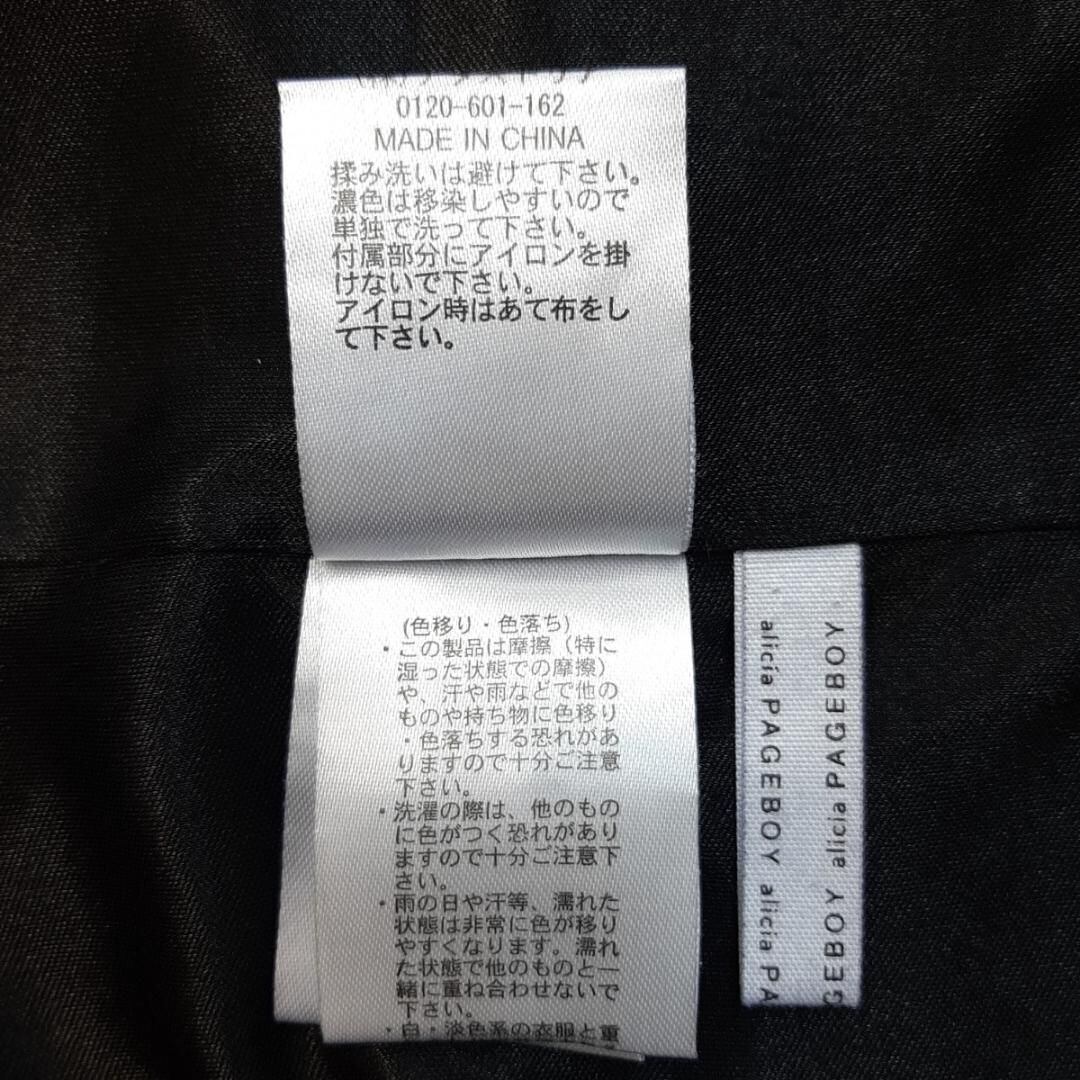 0120-601-162
MADE IN CHINA
揉み洗いは避けて下さい。
濃色は移染しやすいので
単独で洗って下さい。
付属部分にアイロンを掛
けないで下さい。
アイロン時はあて布をし
て下さい。
(色移り・色落ち)
・この製品は摩擦（特に
湿った状態での摩擦）
や、汗や雨などで他の
ものや持ち物に色移り
・色落ちする恐れがあ
りますので十分ご注意
下さい。
・洗濯の際は、他のもの
に色がつく恐れがあり
ますので十分ご注意下
さい。
・雨の日や汗等、濡れた
状態は非常に色が移り
やすくなります。濡れ
た状態で他のものと一
緒に重ね合わせないで
下さい。
・白・淡色系の衣服と重
alicia PAGEBOY alicia PA
GEBOY alicia PAGEBOY